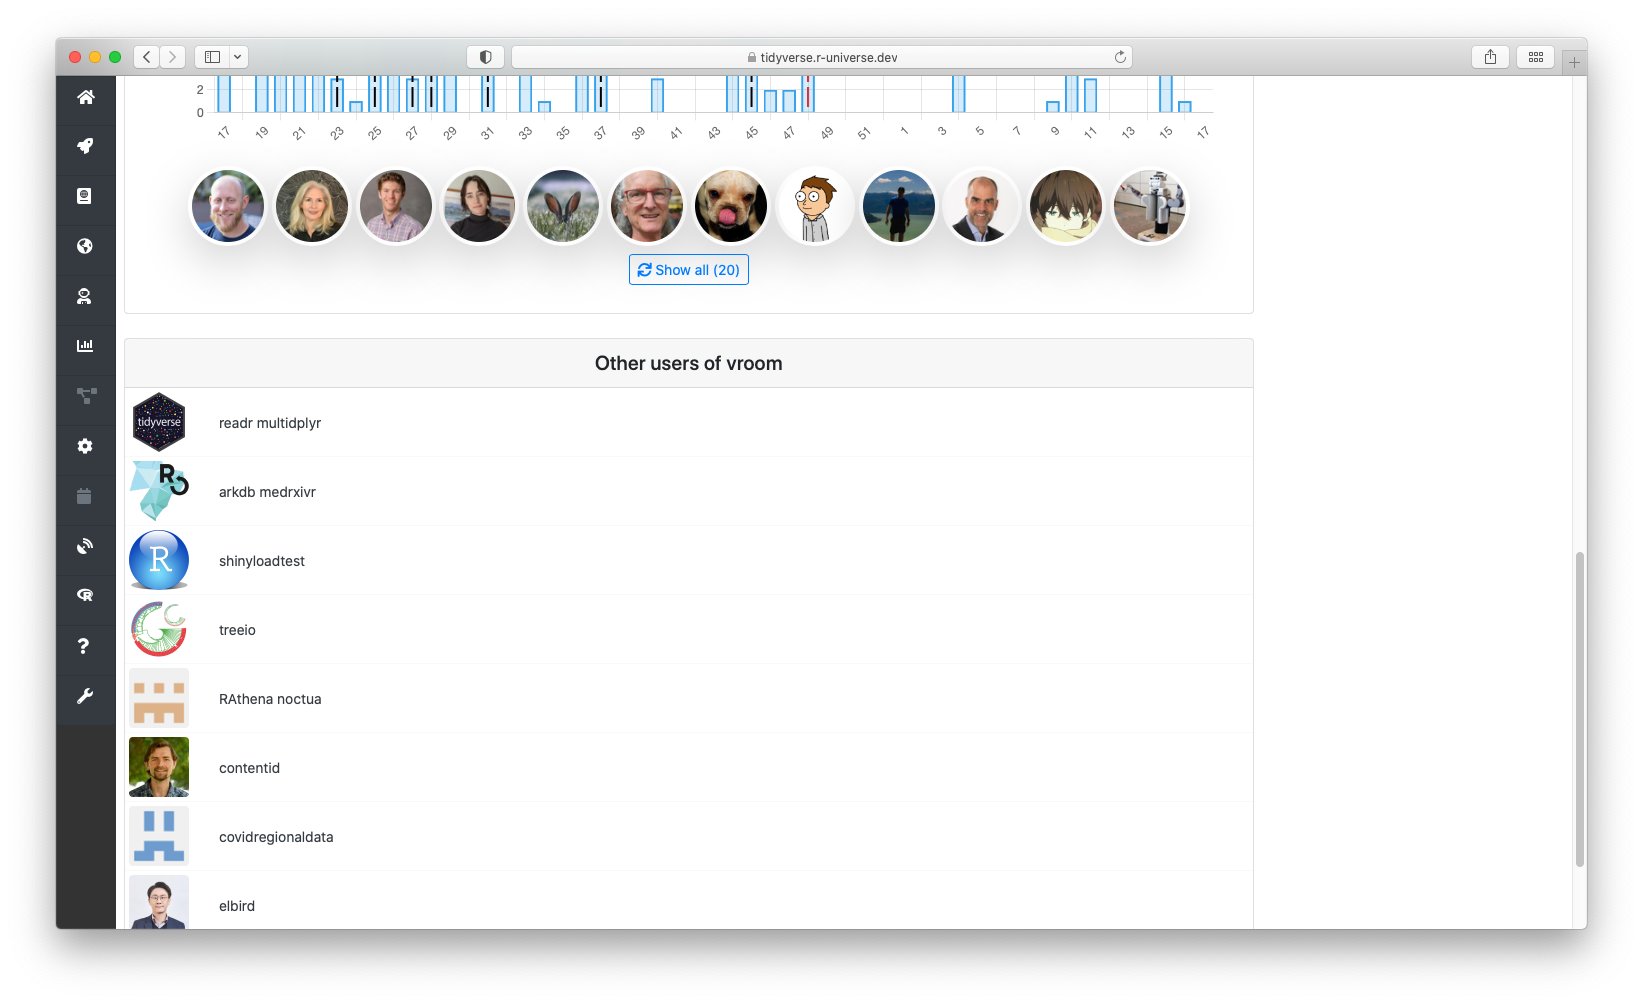 tidyverse.r-universe.dev
2
0
17 19 21 23 25 27 29 31 33 35 37 39 41 43 45 47 49 51 1 3 5 7 9 11 13 15 17
Show all (20)
Other users of vroom
tidyverse
readr multidplyr
R
arkdb medrxivr
R
shinyloadtest
treeio
RAthena noctua
contentid
covidregionaldata
elbird